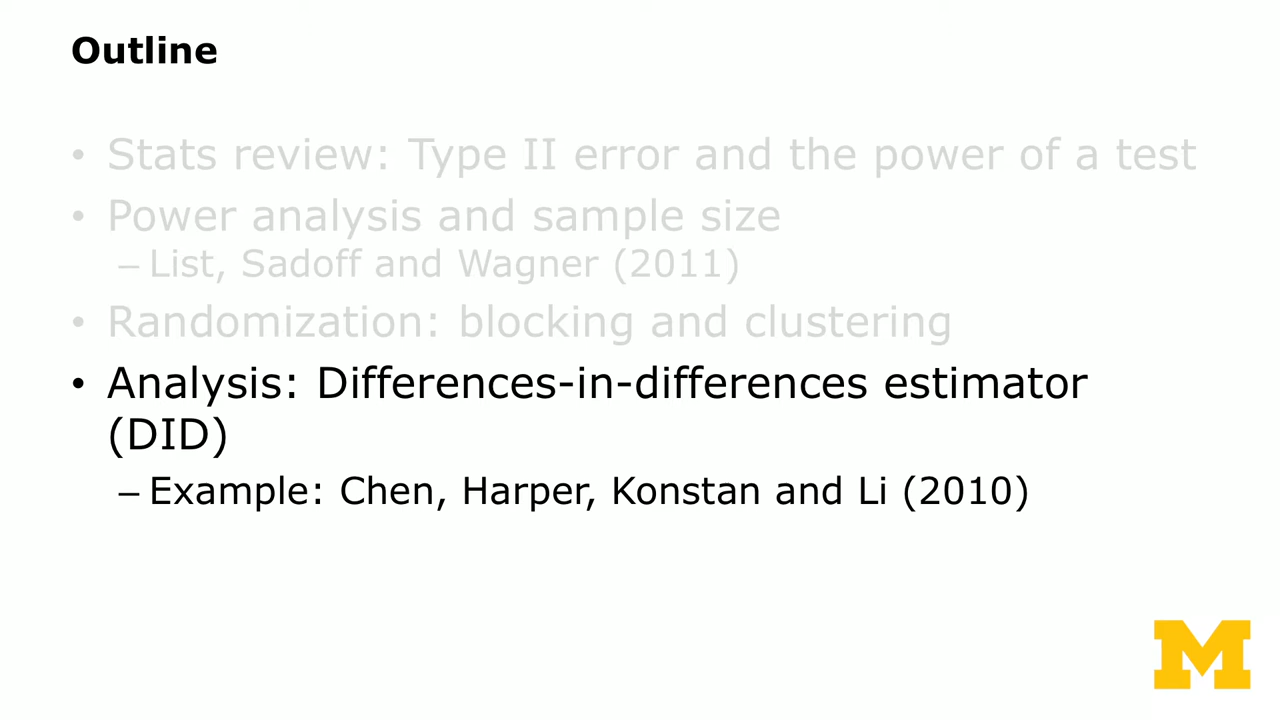 Outline
• Stats review: Type II error and the power of a test
• Power analysis and sample size
– List, Sadoff and Wagner (2011)
• Randomization: blocking and clustering
• Analysis: Differences-in-differences estimator
(DID)
– Example: Chen, Harper, Konstan and Li (2010)
M